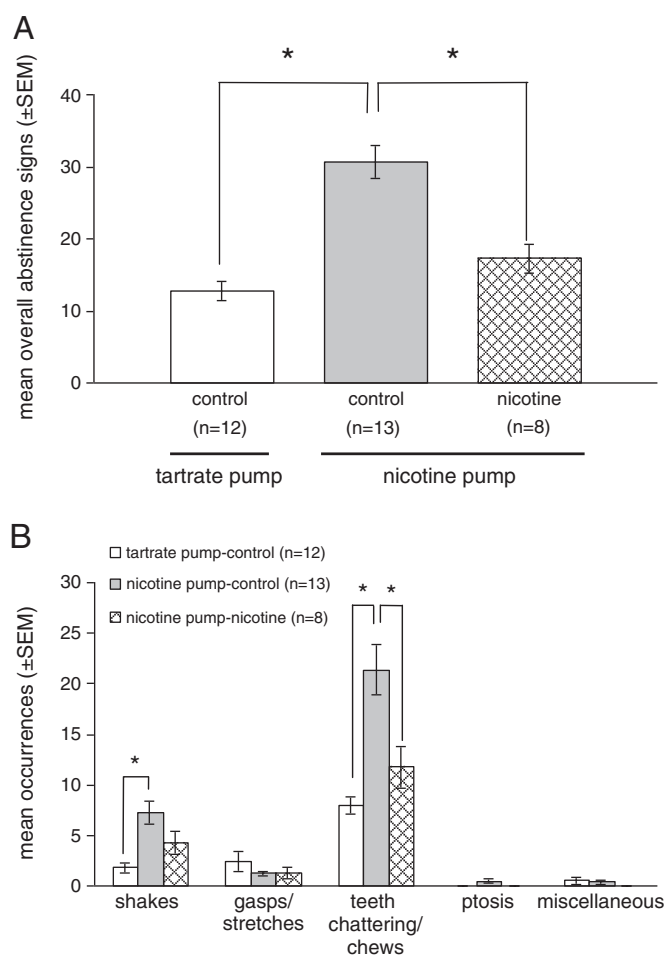 A
* *
mean overall abstinence signs (±SEM)
40
30
20
10
0
control control nicotine
(n=12) (n=13) (n=8)
tartrate pump nicotine pump
B
tartrate pump-control (n=12)
nicotine pump-control (n=13)
nicotine pump-nicotine (n=8)
mean occurrences (±SEM)
30
25
20
15
10
5
0
* *
*
shakes gasps/ teeth ptosis miscellaneous
stretches chattering/
chews